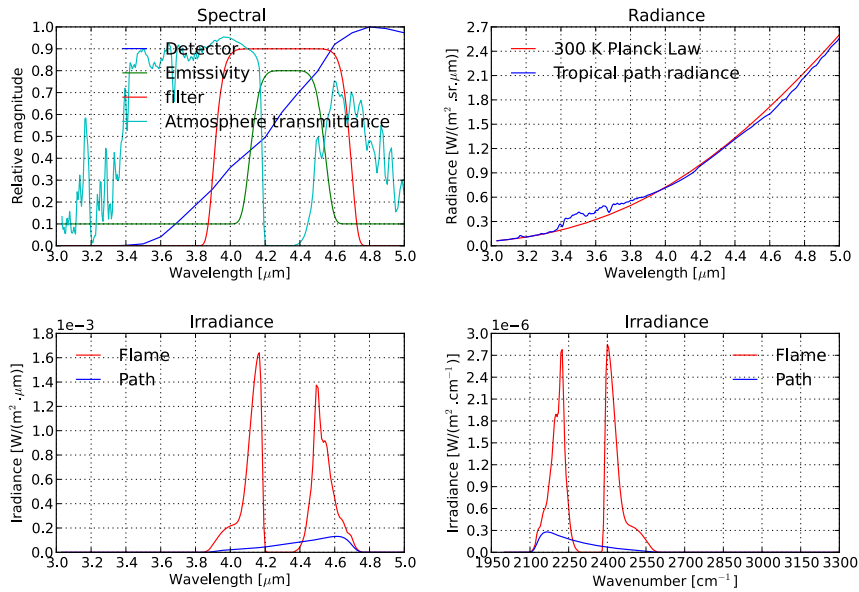 Spectral
Relative magnitude
1.0
0.9
0.8
0.7
0.6
0.5
0.4
0.3
0.2
0.1
0.0
Detector
Emissivity
filter
Atmosphere transmittance
3.0 3.2 3.4 3.6 3.8 4.0 4.2 4.4 4.6 4.8 5.0
Wavelength [μm]
Radiance
Radiance [W/(m² .sr.μm)]
2.7
2.4
2.1
1.8
1.5
1.2
0.9
0.6
0.3
0.0
300 K Planck Law
Tropical path radiance
3.0 3.2 3.4 3.6 3.8 4.0 4.2 4.4 4.6 4.8 5.0
Wavelength [μm]
Irradiance
1e−3
Irradiance [W/(m² .μm)]
1.8
1.6
1.4
1.2
1.0
0.8
0.6
0.4
0.2
0.0
Flame
Path
3.0 3.2 3.4 3.6 3.8 4.0 4.2 4.4 4.6 4.8 5.0
Wavelength [μm]
Irradiance
1e−6
Irradiance [W/(m² .cm⁻¹)]
3.0
2.7
2.4
2.1
1.8
1.5
1.2
0.9
0.6
0.3
0.0
Flame
Path
1950 2100 2250 2400 2550 2700 2850 3000 3150 3300
Wavenumber [cm⁻¹]